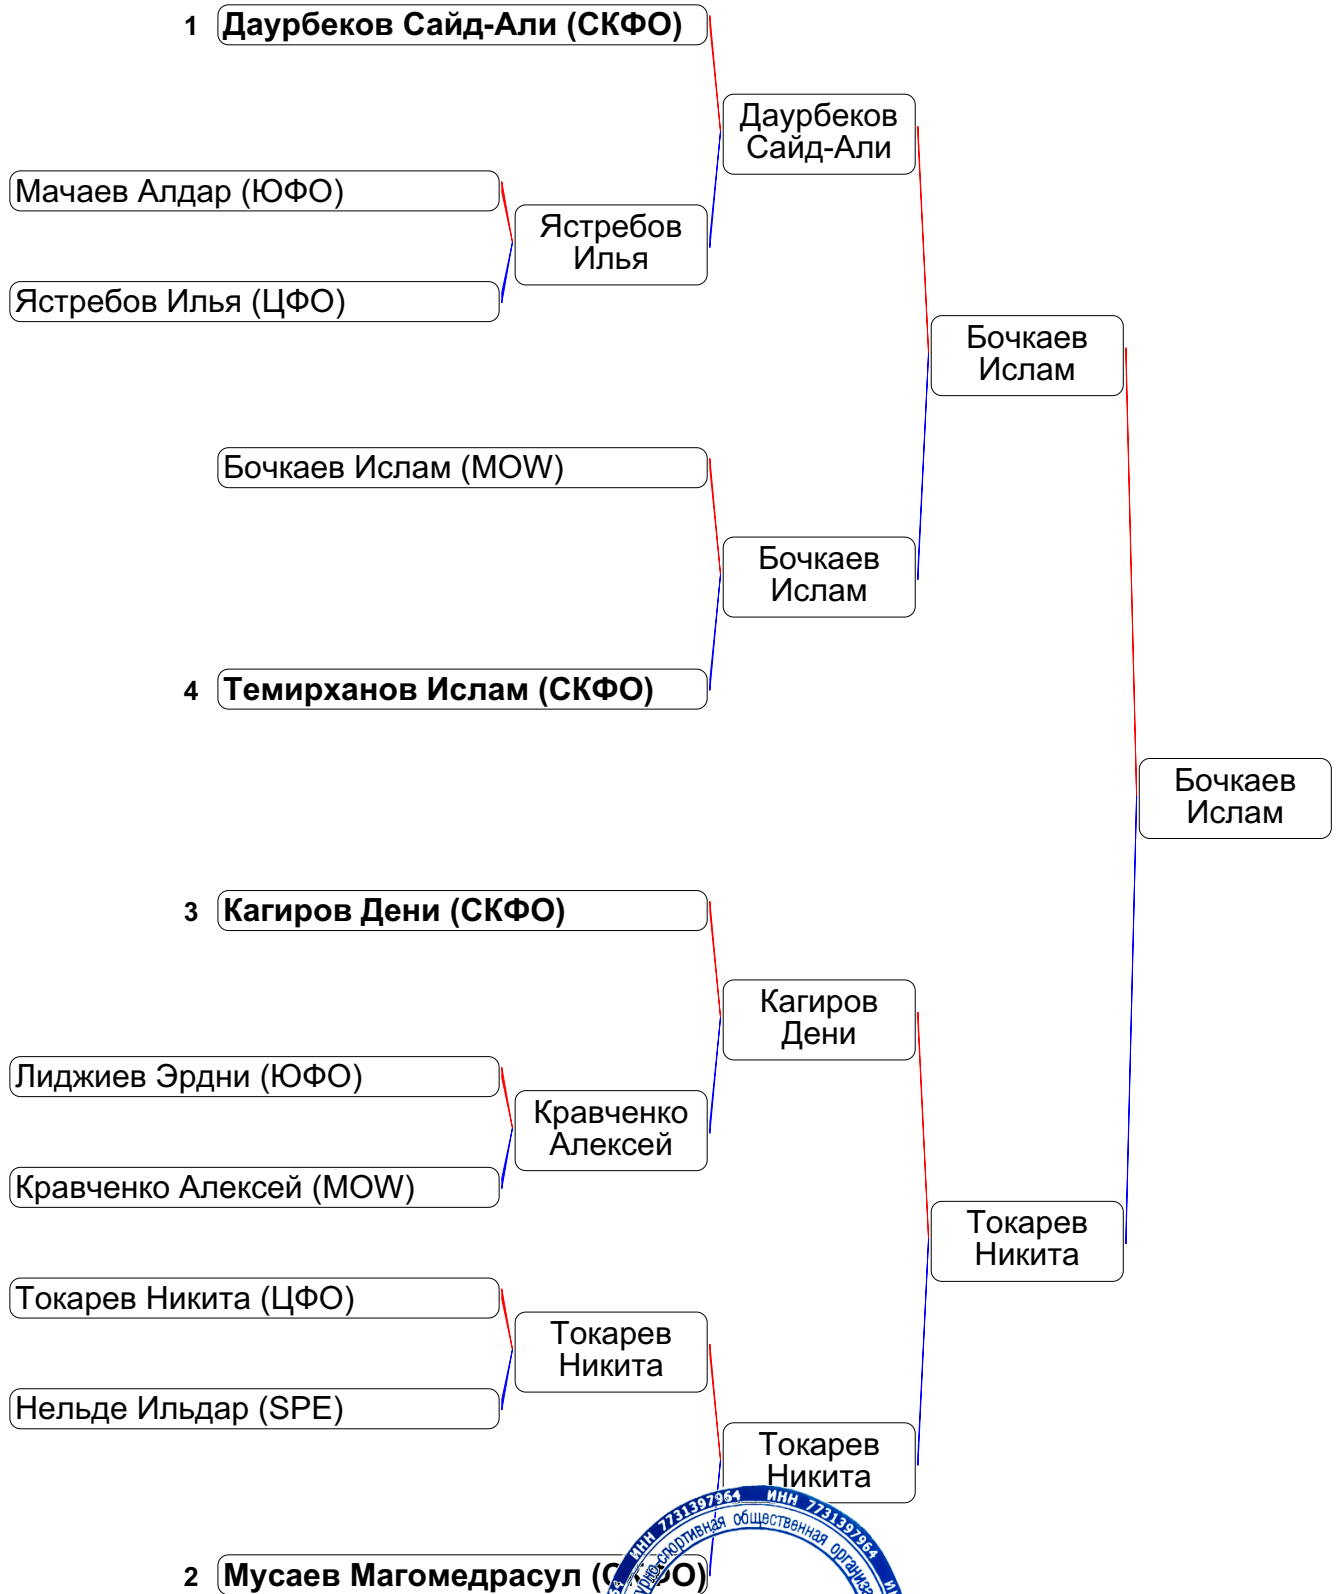 1 Даурбеков Сайд-Али (СКФО)
Даурбеков
Сайд-Али
Мачаев Алдар (ЮФО)
Ястребов
Илья
Ястребов Илья (ЦФО)
Бочкаев
Ислам
Бочкаев Ислам (MOW)
Бочкаев
Ислам
4 Темирханов Ислам (СКФО)
Бочкаев
Ислам
3 Кагиров Дени (СКФО)
Кагиров
Дени
Лиджиев Эрдни (ЮФО)
Кравченко
Алексей
Кравченко Алексей (MOW)
Токарев
Никита
Токарев Никита (ЦФО)
Токарев
Никита
Нельде Ильдар (SPE)
Токарев
Никита
ИНН 7731397964 ИНН 7731397964
спортивная общественная
2 Мусаев Магомедрасул